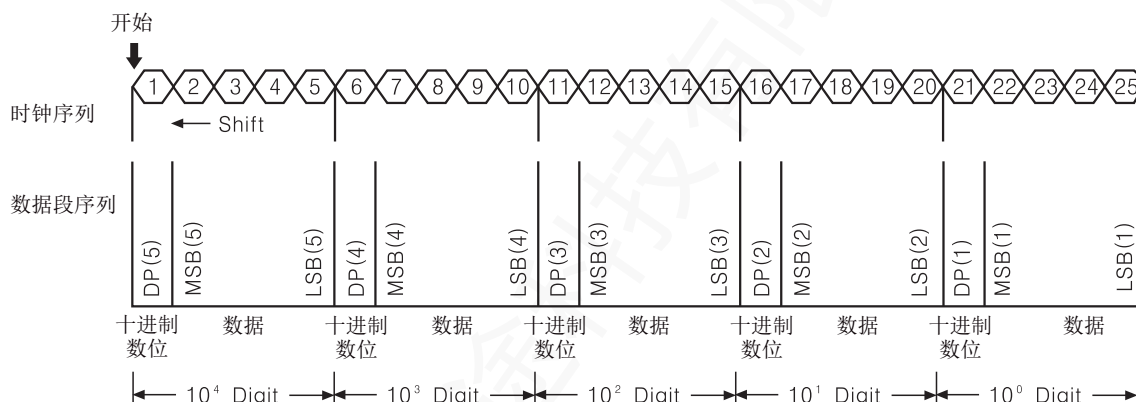 开始
时钟序列
1 2 3 4 5 6 7 8 9 10 11 12 13 14 15 16 17 18 19 20 21 22 23 24 25
Shift
数据段序列
DP(5) MSB(5) LSB(5) DP(4) MSB(4) LSB(4) DP(3) MSB(3) LSB(3) DP(2) MSB(2) LSB(2) DP(1) MSB(1) LSB(1)
十进制 数据 十进制 数据 十进制 数据 十进制 数据 十进制 数据
数位 数位 数位 数位 数位
10⁴ Digit 10³ Digit 10² Digit 10¹ Digit 10⁰ Digit
金科技有限